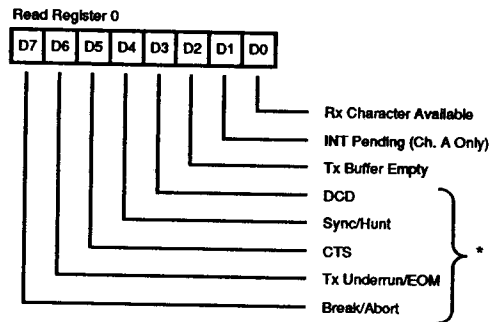 Read Register 0
D7 D6 D5 D4 D3 D2 D1 D0
Rx Character Available
INT Pending (Ch. A Only)
Tx Buffer Empty
DCD
Sync/Hunt
CTS
*
Tx Underrun/EOM
Break/Abort